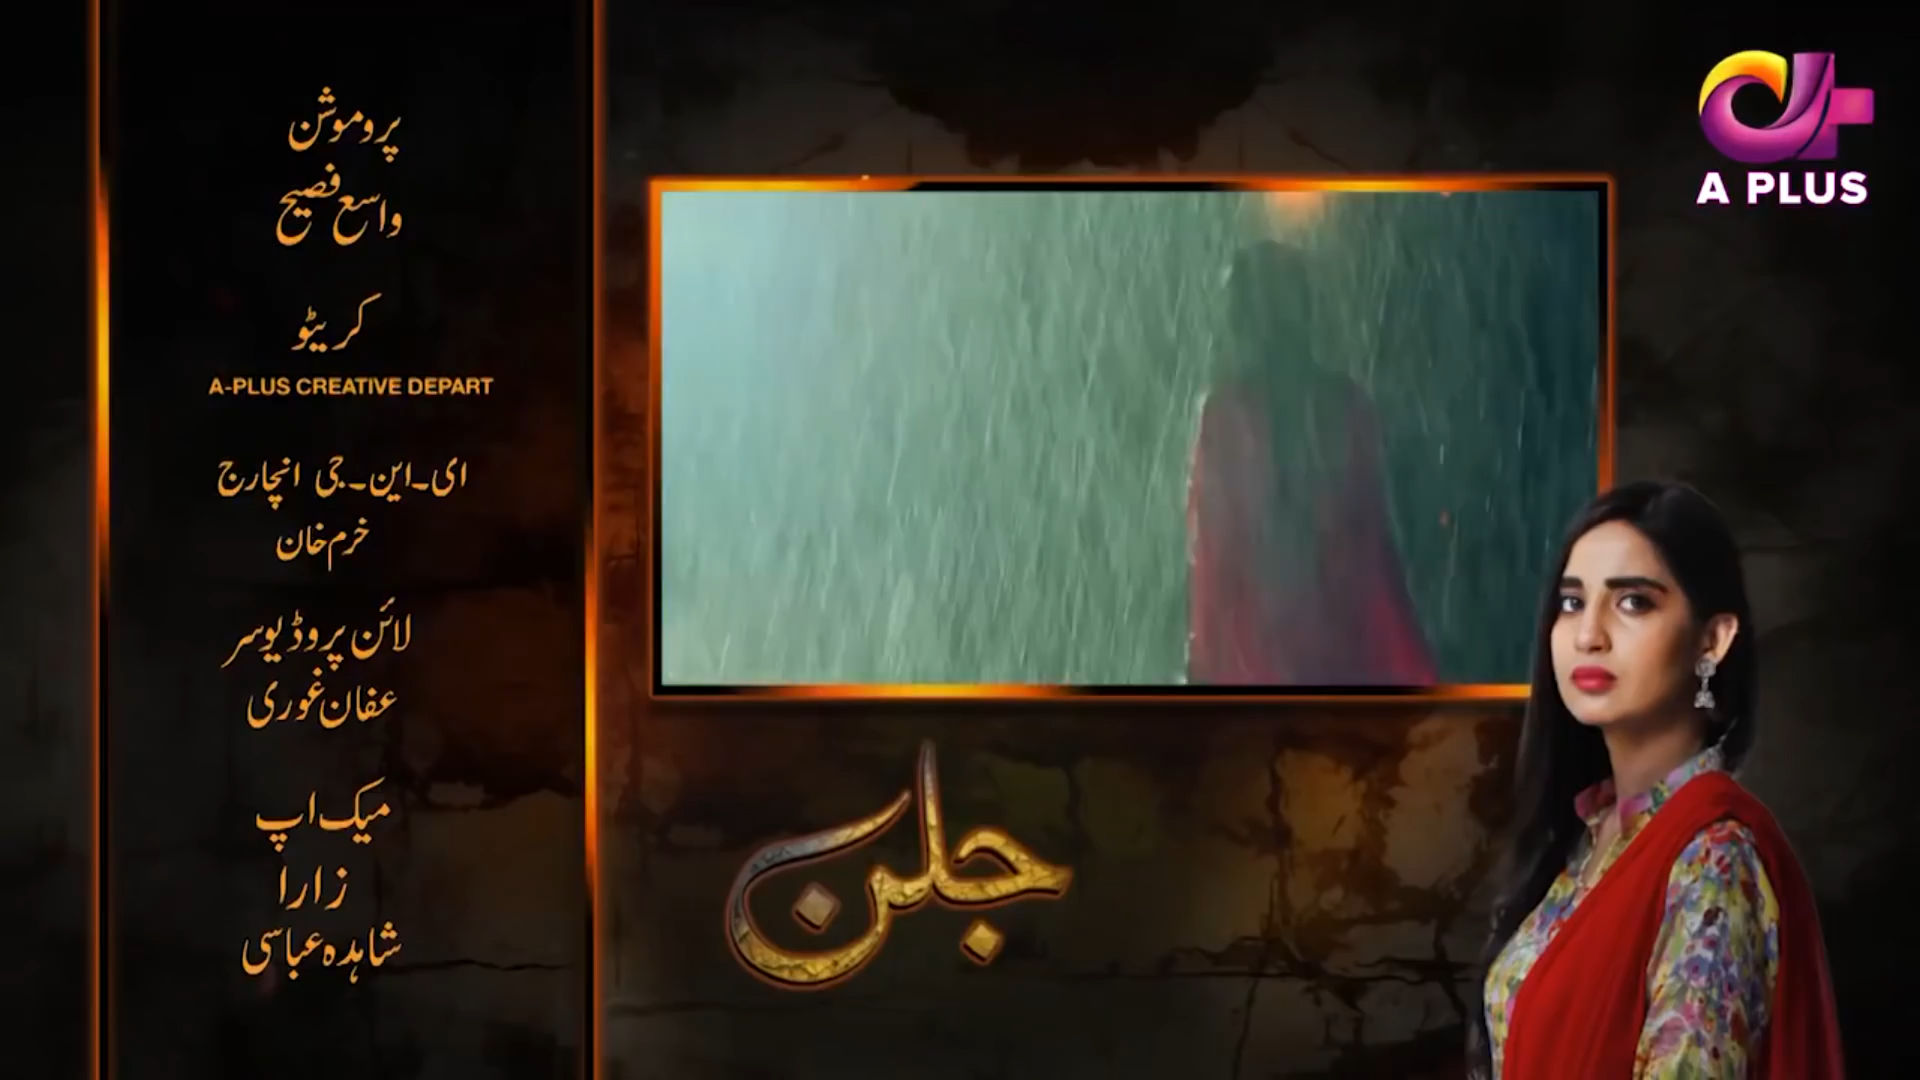 پروموشن
واسع فصیح
کریٹو
A-PLUS CREATIVE DEPART
ای۔این۔جی انچارج
خرم خان
لائن پروڈیوسر
عفان غوری
میک اپ
زارا
شاہدہ عباسی
جلن
A PLUS